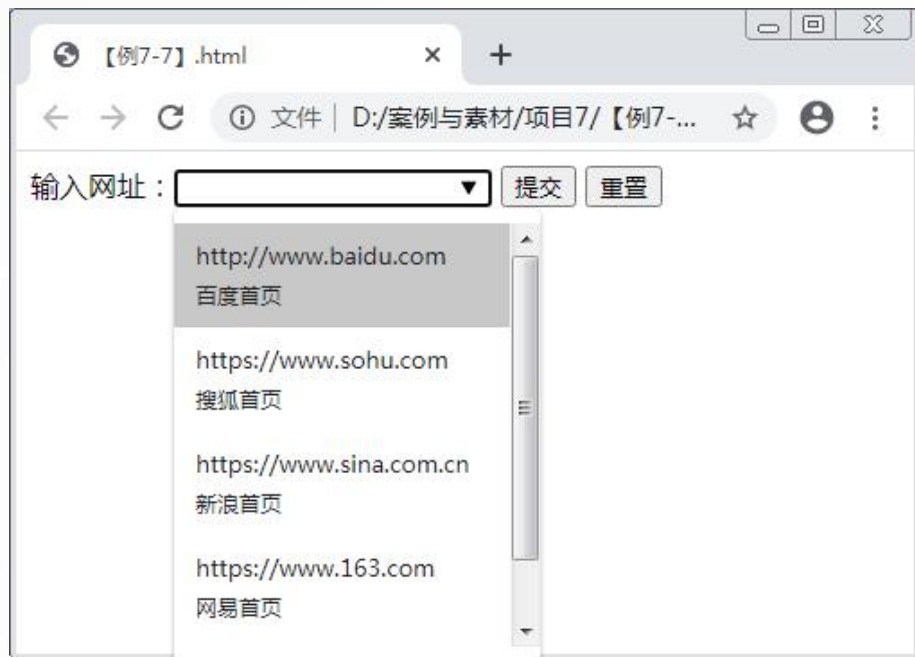 【例7-7】.html
文件 D:/案例与素材/项目7/【例7-...
输入网址： 提交 重置
http://www.baidu.com
百度首页
https://www.sohu.com
搜狐首页
https://www.sina.com.cn
新浪首页
https://www.163.com
网易首页